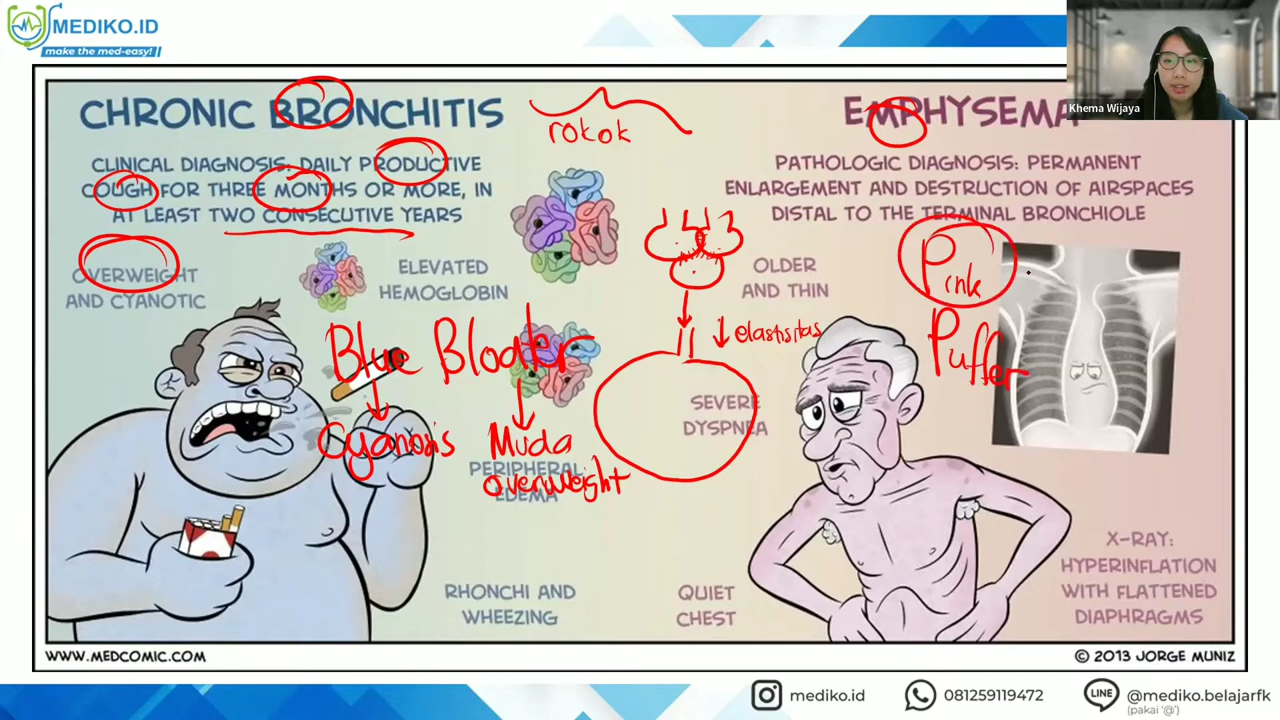 MEDIKO.ID
make the med-easy!
Khema Wijaya
CHRONIC BRONCHITIS
CLINICAL DIAGNOSIS: DAILY PRODUCTIVE
COUGH FOR THREE MONTHS OR MORE, IN
AT LEAST TWO CONSECUTIVE YEARS
OVERWEIGHT
AND CYANOTIC
ELEVATED
HEMOGLOBIN
Blue Bloater
Cyanosis
Muda
overweight
PERIPHERAL
EDEMA
RHONCHI AND
WHEEZING
rokok
EMPHYSEMA
PATHOLOGIC DIAGNOSIS: PERMANENT
ENLARGEMENT AND DESTRUCTION OF AIRSPACES
DISTAL TO THE TERMINAL BRONCHIOLE
OLDER
AND THIN
Pink
Puffer
↓ elastisitas
SEVERE
DYSPNEA
QUIET
CHEST
X-RAY:
HYPERINFLATION
WITH FLATTENED
DIAPHRAGMS
WWW.MEDCOMIC.COM
© 2013 JORGE MUNIZ
mediko.id
081259119472
LINE
@mediko.belajarfk
(pakai '@')